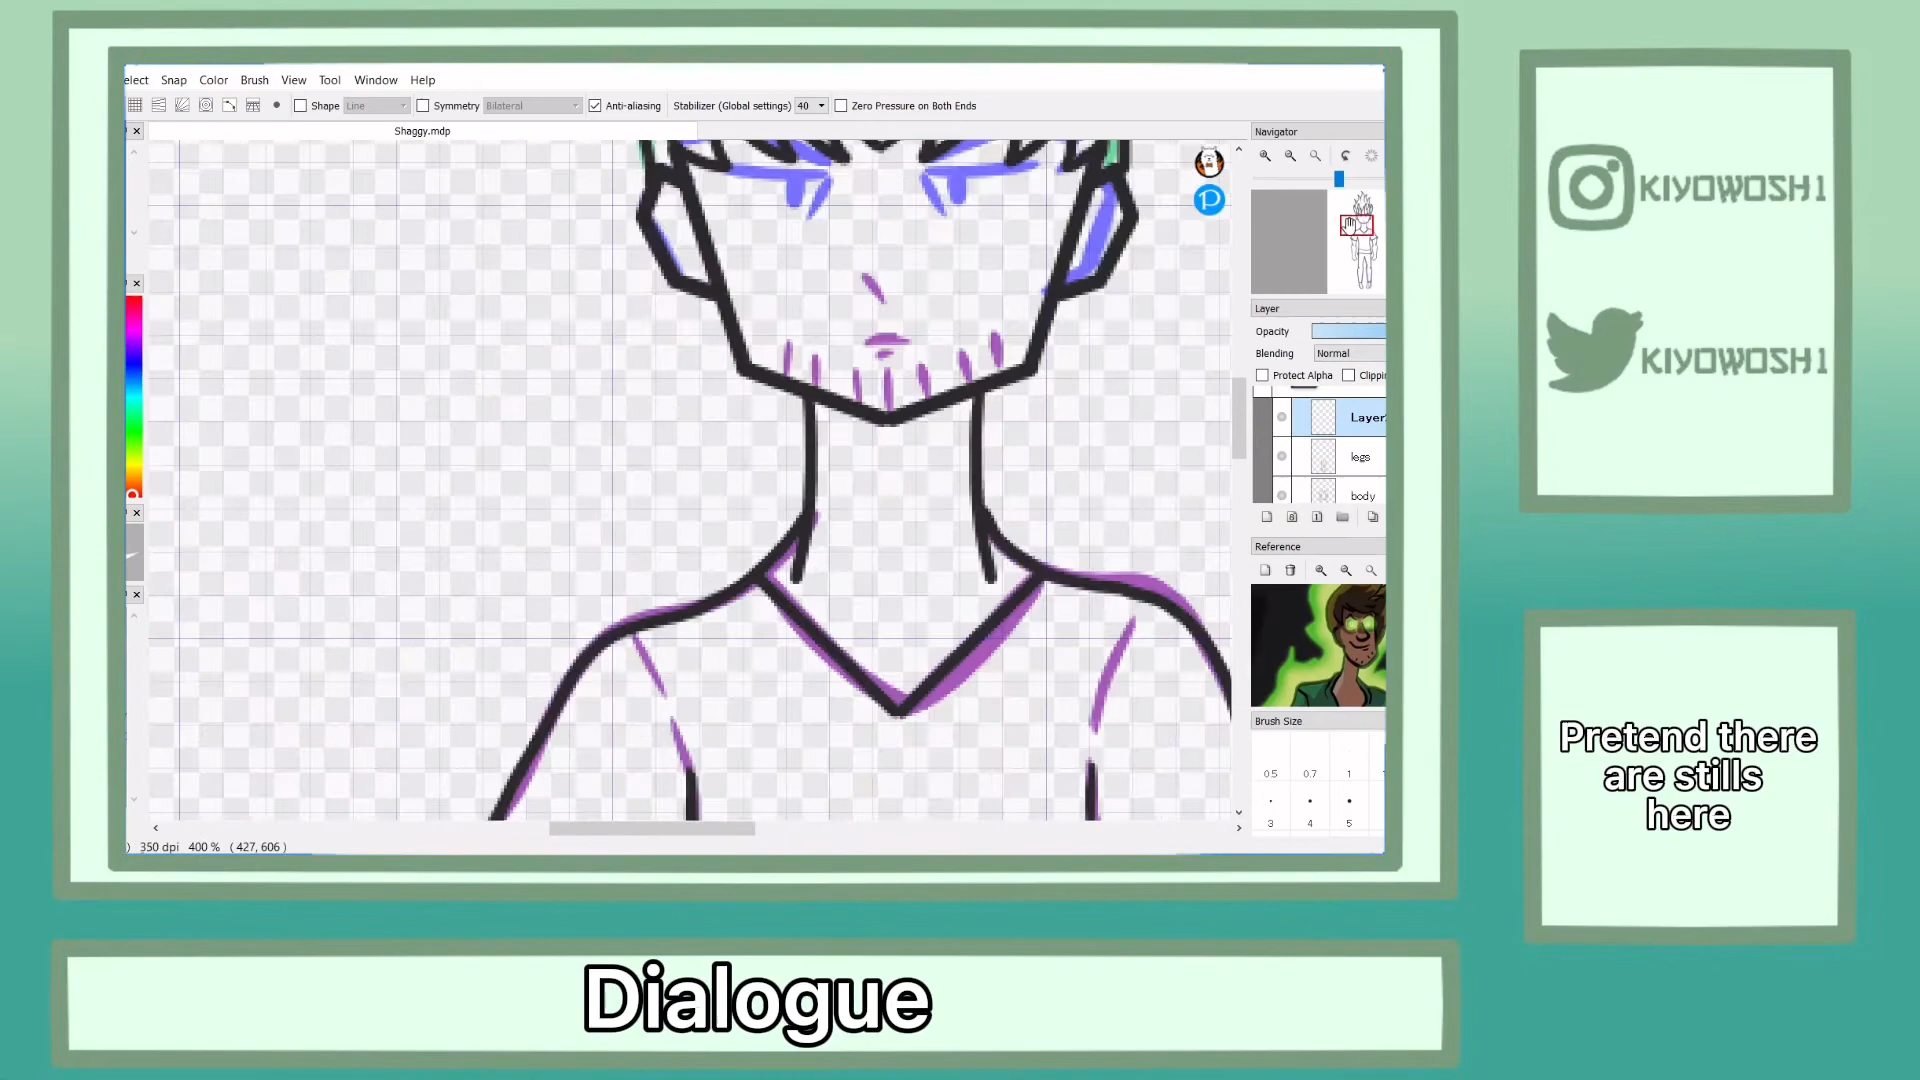 elect Snap Color Brush View Tool Window Help
Shape Line Symmetry Bilateral Anti-aliasing Stabilizer (Global settings) 40 Zero Pressure on Both Ends
Shaggy.mdp
Navigator
Layer
Opacity
Blending Normal
Protect Alpha Clippi
Layer
legs
body
Reference
Brush Size
0.5 0.7 1
3 4 5
350 dpi 400 % ( 427, 606 )
KIYOWOSH1
KIYOWOSH1
Pretend there
are stills
here
Dialogue